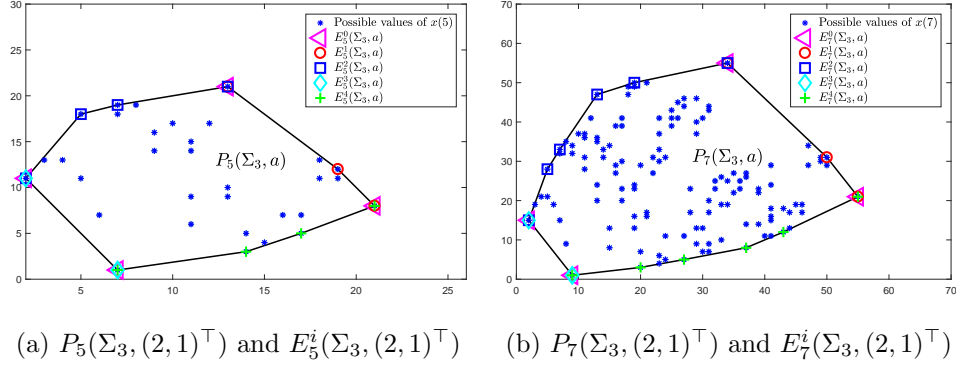 25
20
15
10
5
0
5
10
15
20
25
Possible values of x(5)
E_5^0(Σ_3, a)
E_5^1(Σ_3, a)
E_5^2(Σ_3, a)
E_5^3(Σ_3, a)
E_5^4(Σ_3, a)
P_5(Σ_3, a)
(a) P_5(Σ_3, (2, 1)^⊤) and E_5^i(Σ_3, (2, 1)^⊤)
70
60
50
40
30
20
10
0
0
10
20
30
40
50
60
70
Possible values of x(7)
E_7^0(Σ_3, a)
E_7^1(Σ_3, a)
E_7^2(Σ_3, a)
E_7^3(Σ_3, a)
E_7^4(Σ_3, a)
P_7(Σ_3, a)
(b) P_7(Σ_3, (2, 1)^⊤) and E_7^i(Σ_3, (2, 1)^⊤)